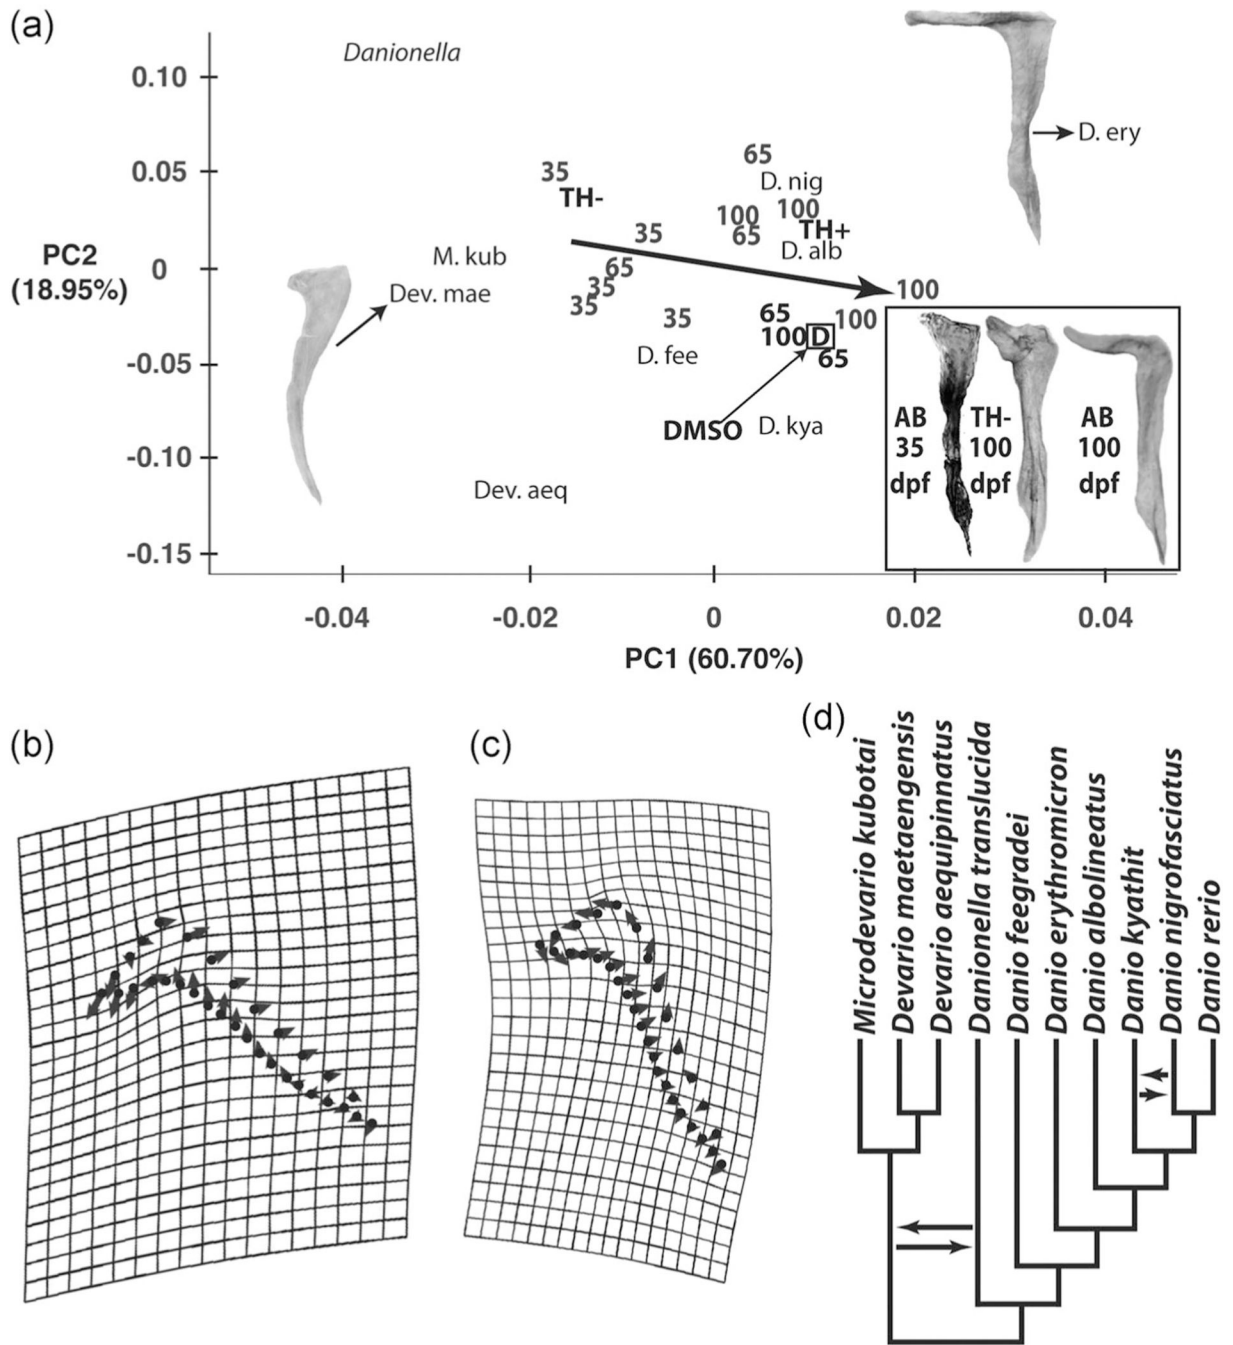 (a)
Danionella
0.10
D. ery
65
0.05
35
D. nig
TH-
100
100
35
65
TH+
PC2
(18.95%)
M. kub
D. alb
0
65
Dev. mae
35
100
35
35
65
100
100
D
D. fee
65
-0.05
AB
35
dpf
TH-
100
dpf
AB
100
dpf
DMSO
D. kya
-0.10
Dev. aeq
-0.15
-0.04
-0.02
0
0.02
0.04
PC1 (60.70%)
(b)
(c)
(d)
Microdevario kubotai
Devario maetaengensis
Devario aequipinnatus
Danionella translucida
Danio feegradei
Danio erythromicron
Danio albolineatus
Danio kyathit
Danio nigrofasciatus
Danio rerio